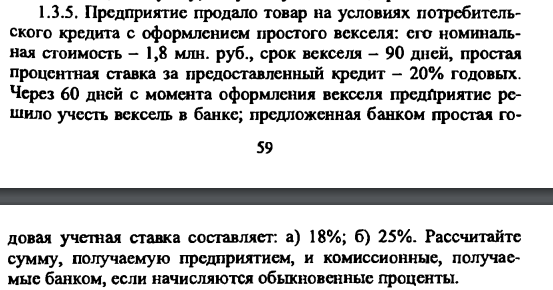 1.3.5. Предприятие продало товар на условиях потребитель-
ского кредита с оформлением простого векселя: его номиналь-
ная стоимость – 1,8 млн. руб., срок векселя – 90 дней, простая
процентная ставка за предоставленный кредит – 20% годовых.
Через 60 дней с момента оформления векселя предприятие ре-
шило учесть вексель в банке; предложенная банком простая го-
59
довая учетная ставка составляет: а) 18%; б) 25%. Рассчитайте
сумму, получаемую предприятием, и комиссионные, получае-
мые банком, если начисляются обыкновенные проценты.